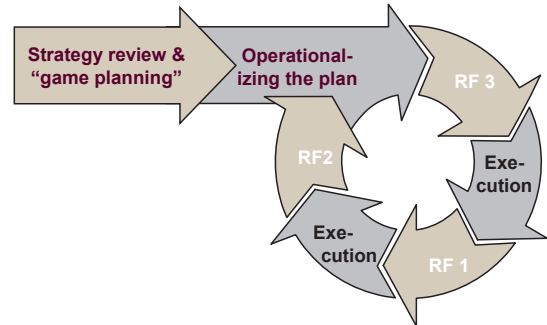 Strategy review &
“game planning”
Operational-
izing the plan
RF 3
Exe-
cution
RF 1
Exe-
cution
RF2